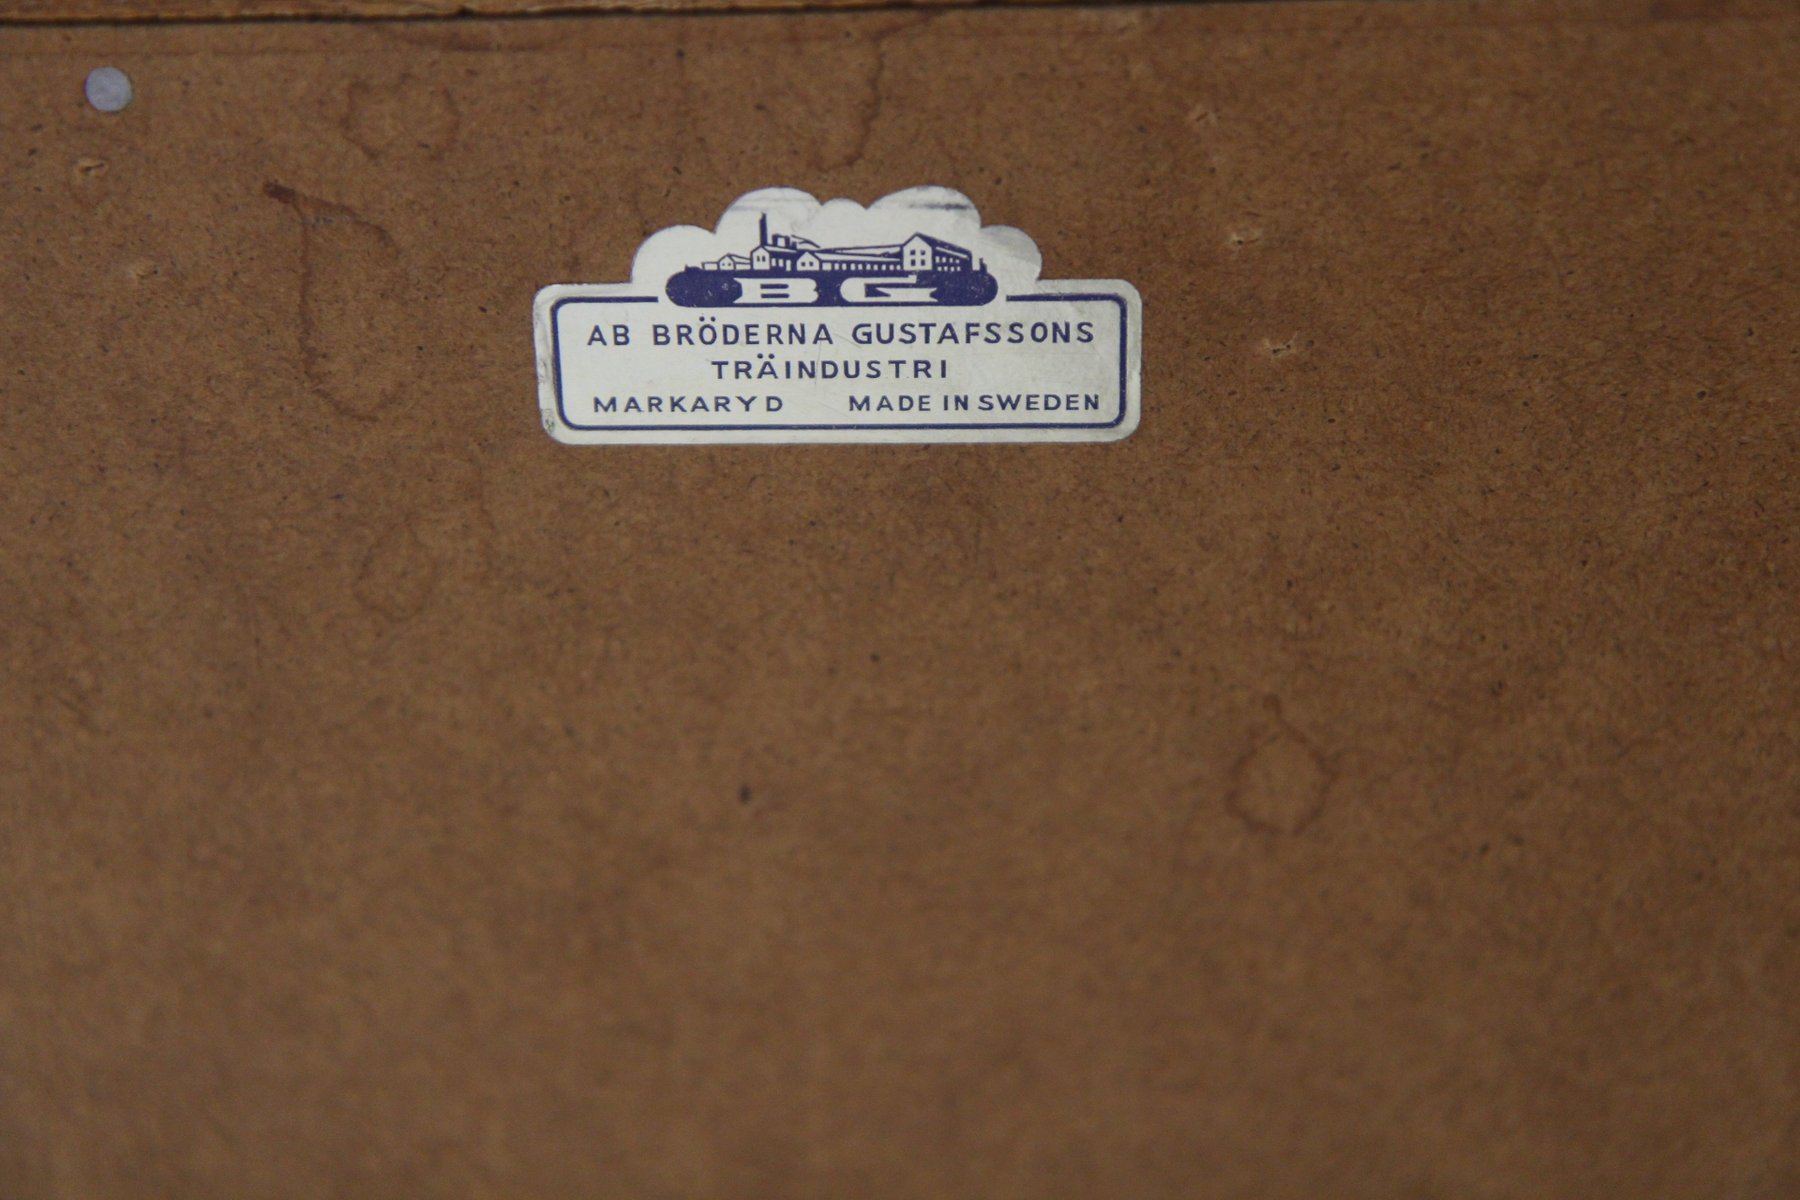 BG
AB BRÖDERNA GUSTAFSSONS
TRÄINDUSTRI
MARKARYD MADE IN SWEDEN